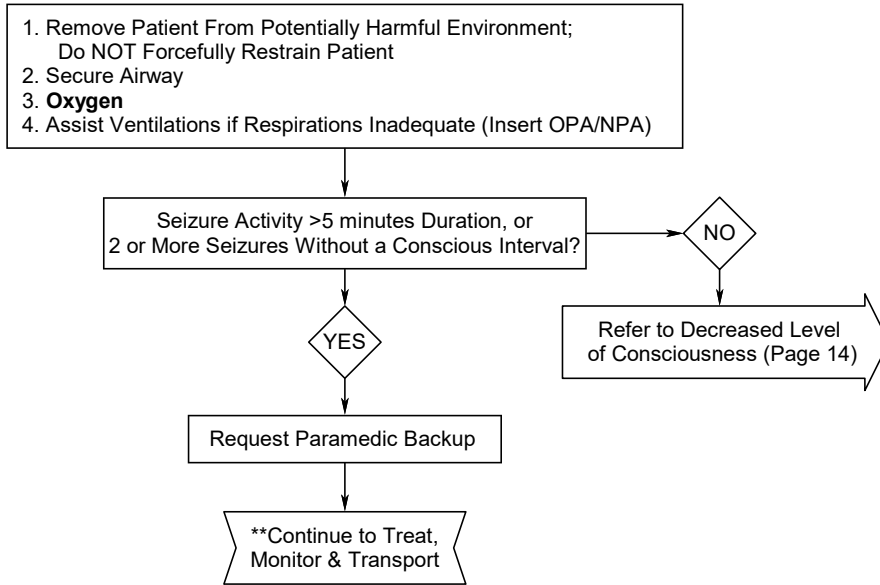 1. Remove Patient From Potentially Harmful Environment;
Do NOT Forcefully Restrain Patient
2. Secure Airway
3. Oxygen
4. Assist Ventilations if Respirations Inadequate (Insert OPA/NPA)
Seizure Activity >5 minutes Duration, or
2 or More Seizures Without a Conscious Interval?
NO
YES
Refer to Decreased Level
of Consciousness (Page 14)
Request Paramedic Backup
**Continue to Treat,
Monitor & Transport